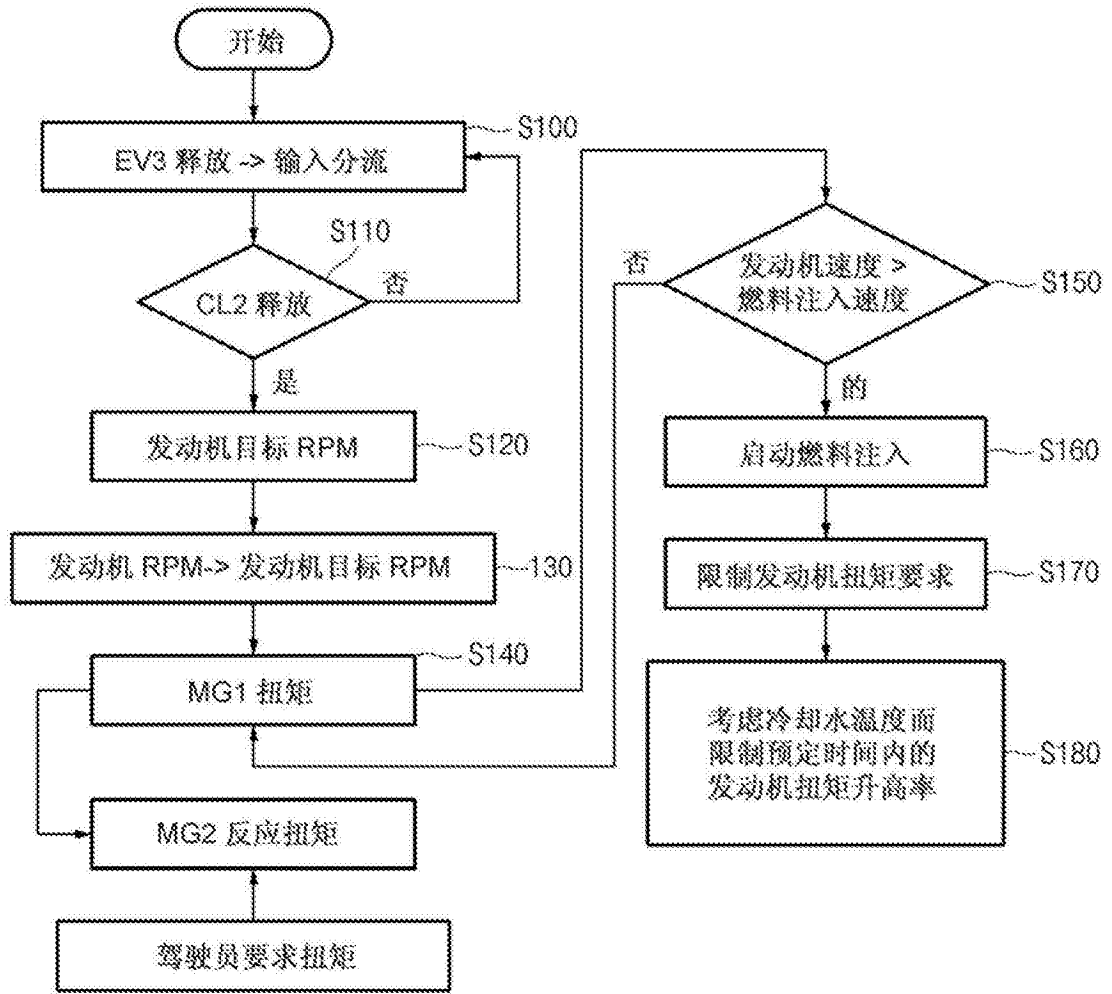 开始
S100
EV3 释放 -> 输入分流
S110
CL2 释放
否
是
发动机目标 RPM
S120
发动机 RPM-> 发动机目标 RPM
130
S140
MG1 扭矩
MG2 反应扭矩
驾驶员要求扭矩
否
发动机速度 >
燃料注入速度
S150
的
启动燃料注入
S160
限制发动机扭矩要求
S170
考虑冷却水温度而
限制预定时间内的
发动机扭矩升高率
S180